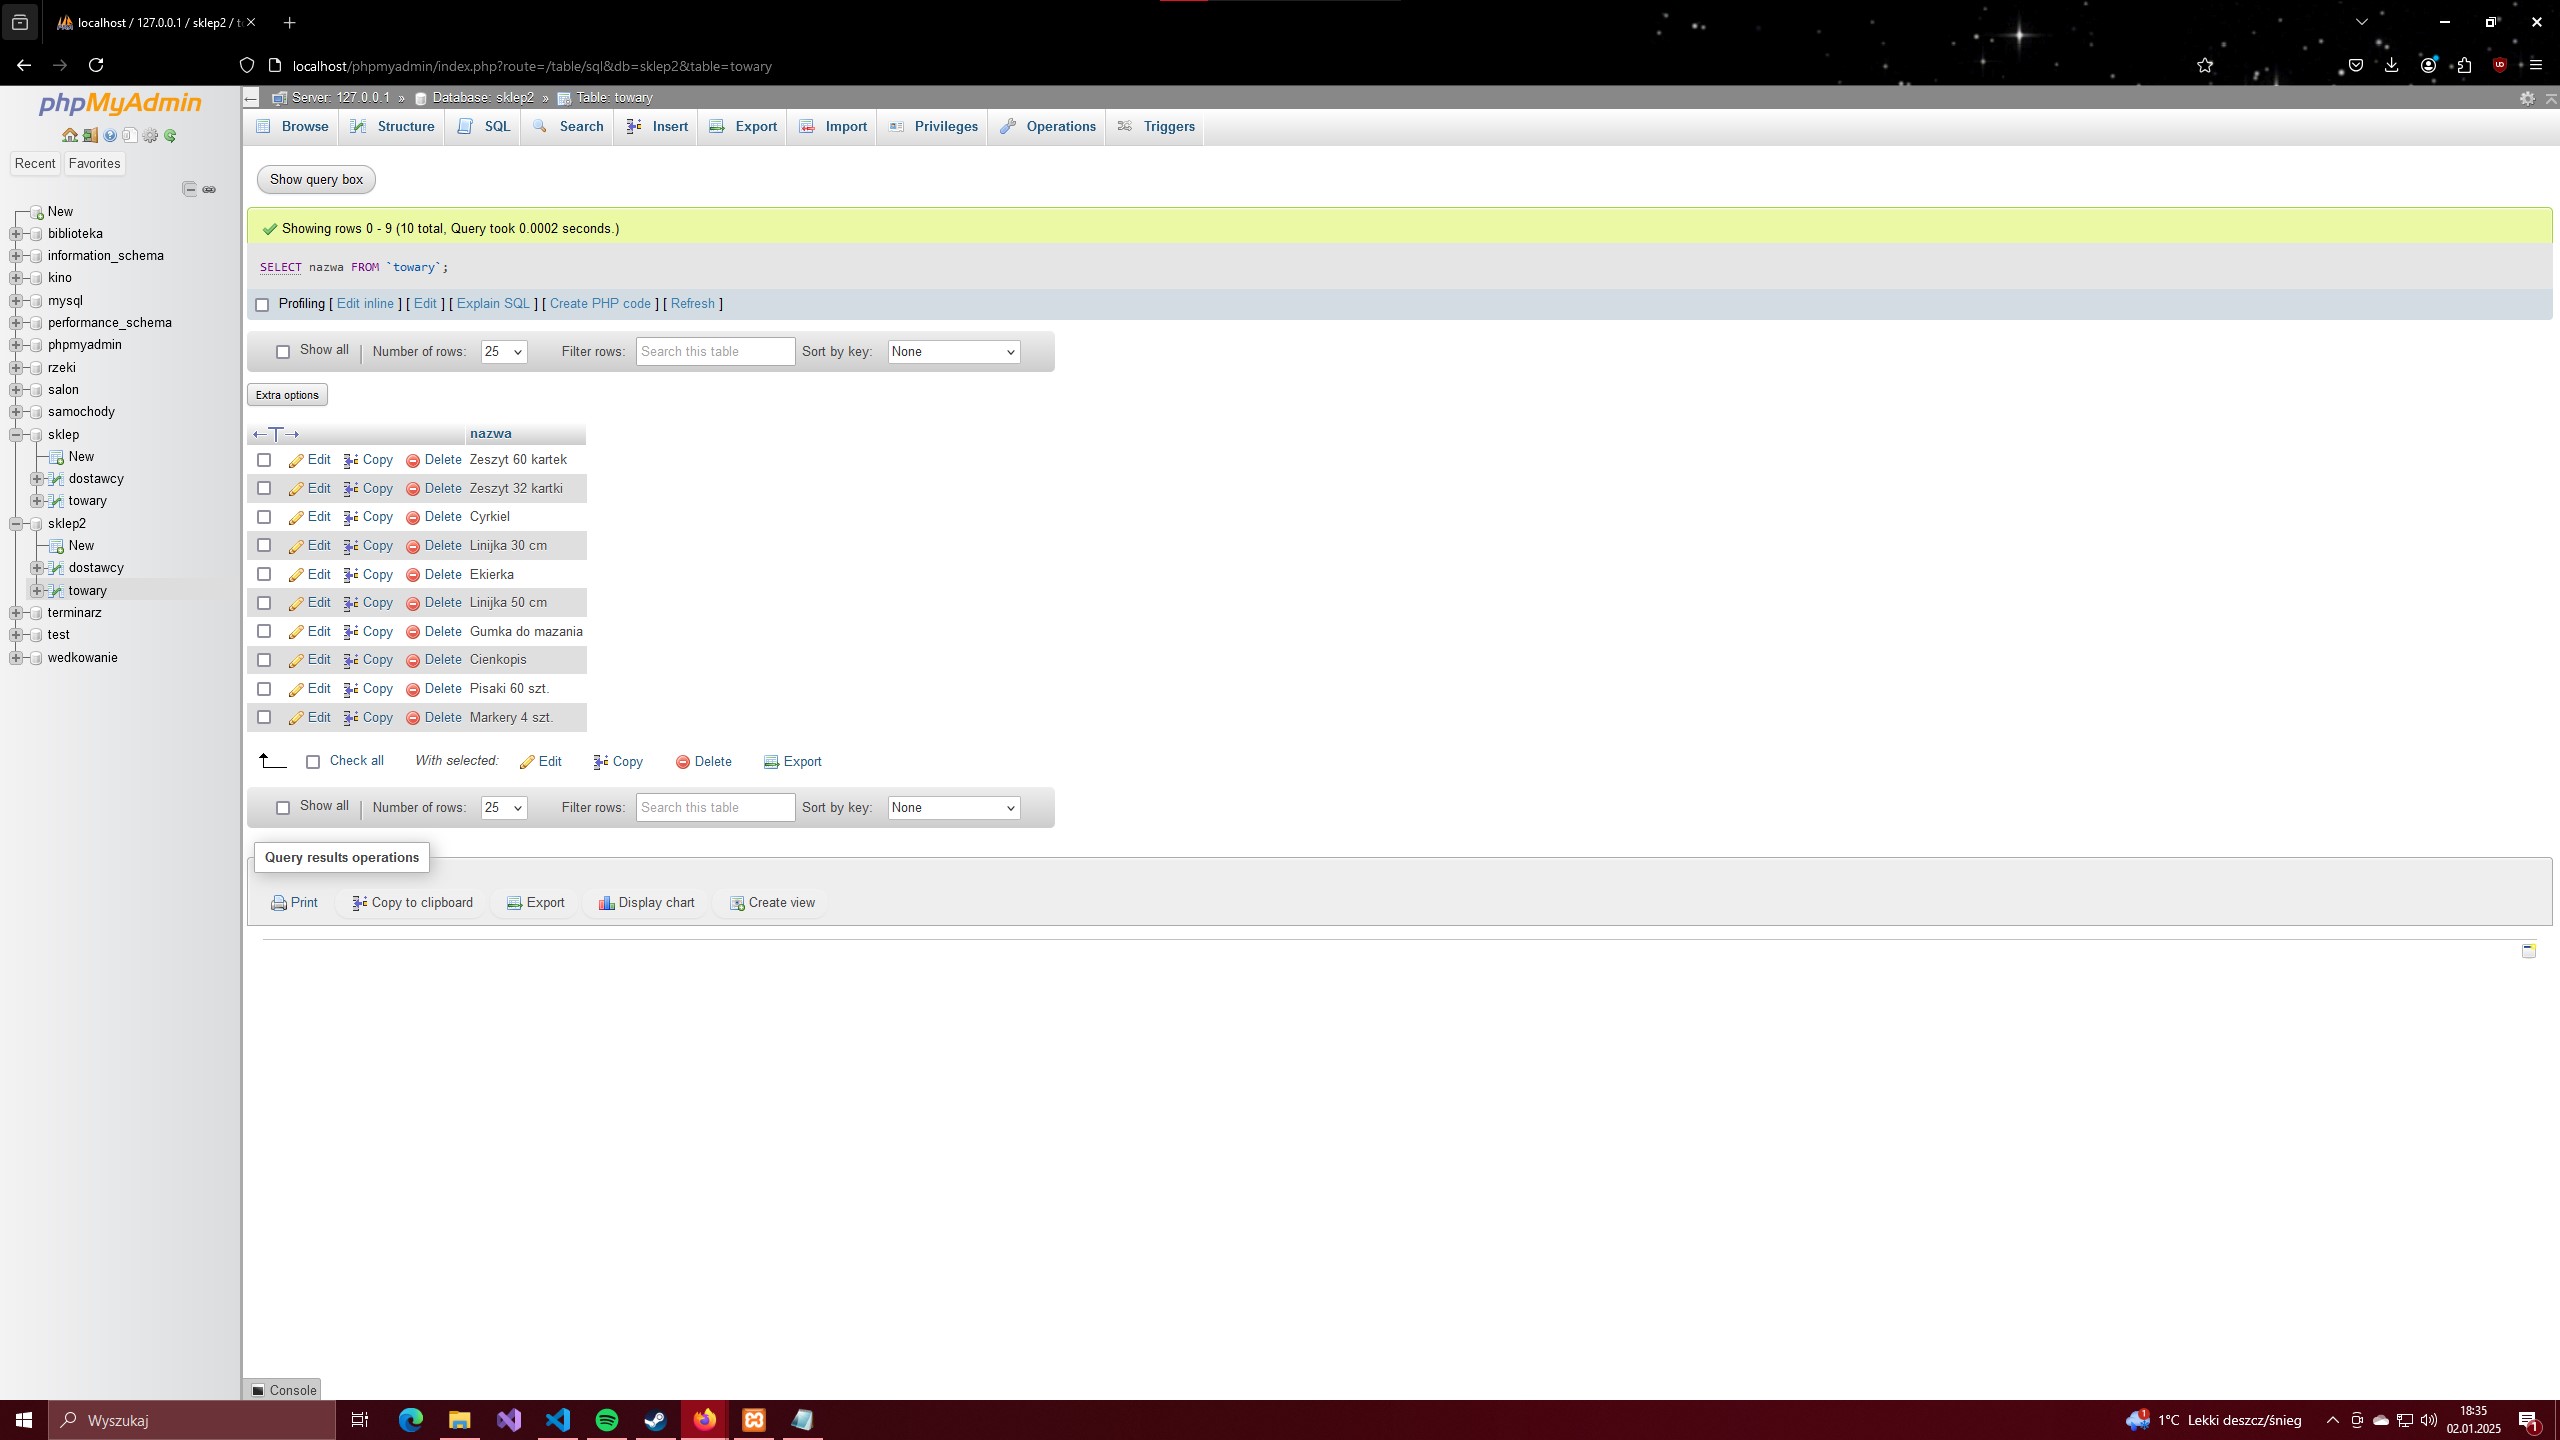 localhost / 127.0.0.1 / sklep2 / t
localhost/phpmyadmin/index.php?route=/table/sql&db=sklep2&table=towary
phpMyAdmin
Recent Favorites
New
biblioteka
information_schema
kino
mysql
performance_schema
phpmyadmin
rzeki
salon
samochody
sklep
New
dostawcy
towary
sklep2
New
dostawcy
towary
terminarz
test
wedkowanie
Server: 127.0.0.1 » Database: sklep2 » Table: towary
Browse Structure SQL Search Insert Export Import Privileges Operations Triggers
Show query box
Showing rows 0 - 9 (10 total, Query took 0.0002 seconds.)
SELECT nazwa FROM `towary`;
Profiling [ Edit inline ] [ Edit ] [ Explain SQL ] [ Create PHP code ] [ Refresh ]
Show all Number of rows: 25 Filter rows: Search this table Sort by key: None
Extra options
←T→ nazwa
Edit Copy Delete Zeszyt 60 kartek
Edit Copy Delete Zeszyt 32 kartki
Edit Copy Delete Cyrkiel
Edit Copy Delete Linijka 30 cm
Edit Copy Delete Ekierka
Edit Copy Delete Linijka 50 cm
Edit Copy Delete Gumka do mazania
Edit Copy Delete Cienkopis
Edit Copy Delete Pisaki 60 szt.
Edit Copy Delete Markery 4 szt.
Check all With selected: Edit Copy Delete Export
Show all Number of rows: 25 Filter rows: Search this table Sort by key: None
Query results operations
Print Copy to clipboard Export Display chart Create view
Console
Wyszukaj
1°C Lekki deszcz/śnieg
18:35
02.01.2025
1